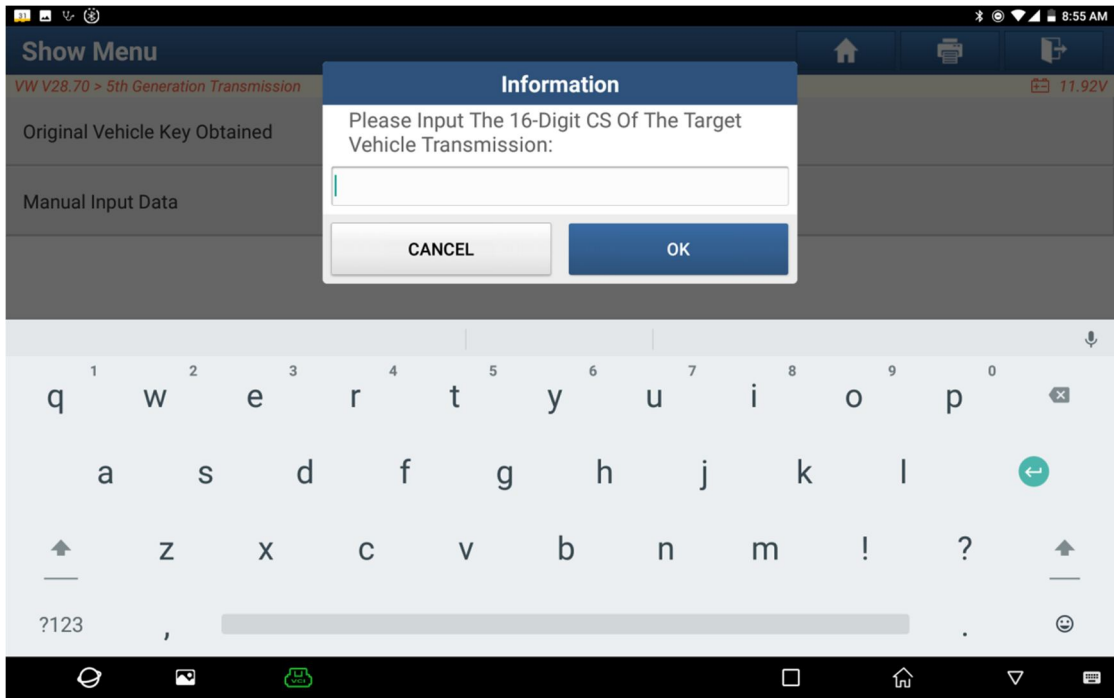 31
8:55 AM
Show Menu
VW V28.70 > 5th Generation Transmission
11.92V
Original Vehicle Key Obtained
Manual Input Data
Information
Please Input The 16-Digit CS Of The Target
Vehicle Transmission:
CANCEL
OK
1 2 3 4 5 6 7 8 9 0
q w e r t y u i o p
a s d f g h j k l
z x c v b n m ! ?
?123 , .
VCI